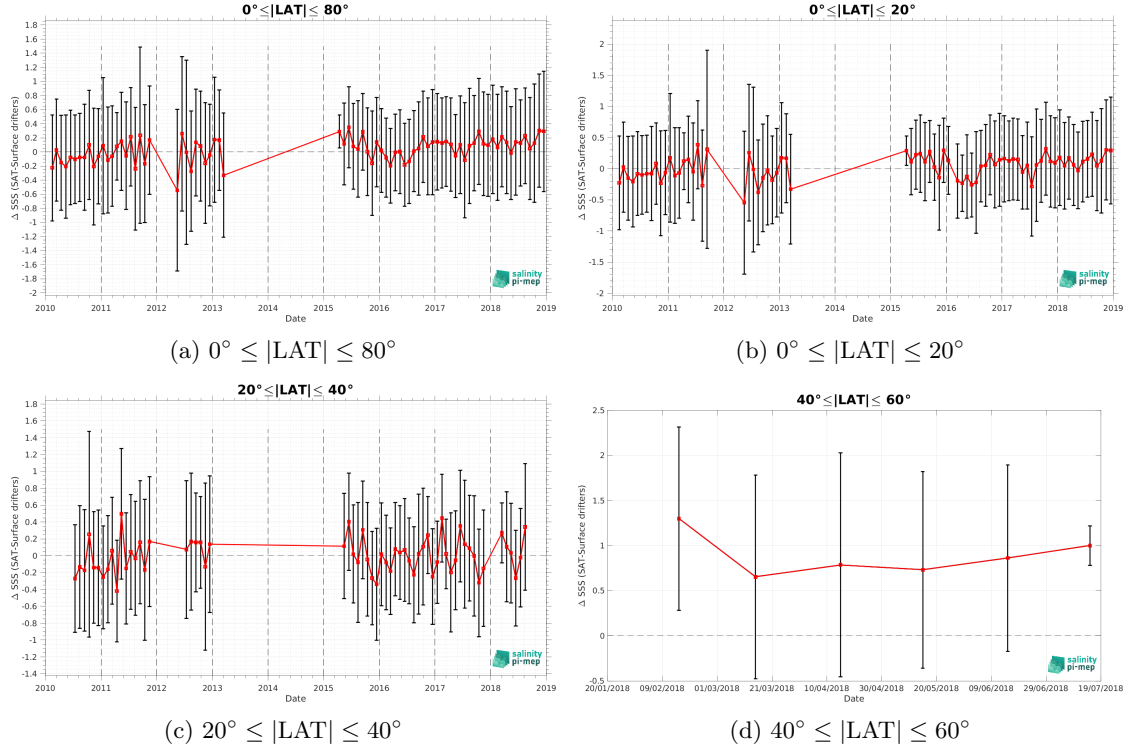 0°≤|LAT|≤ 80°
Δ SSS (SAT-Surface drifters)
1.8
1.6
1.4
1.2
1
0.8
0.6
0.4
0.2
0
-0.2
-0.4
-0.6
-0.8
-1
-1.2
-1.4
-1.6
-1.8
-2
2010 2011 2012 2013 2014 2015 2016 2017 2018 2019
Date
salinity
pi-mep
(a) 0° ≤ |LAT| ≤ 80°
0°≤|LAT|≤ 20°
Δ SSS (SAT-Surface drifters)
2
1.5
1
0.5
0
-0.5
-1
-1.5
-2
2010 2011 2012 2013 2014 2015 2016 2017 2018 2019
Date
salinity
pi-mep
(b) 0° ≤ |LAT| ≤ 20°
20°≤|LAT|≤ 40°
Δ SSS (SAT-Surface drifters)
1.8
1.6
1.4
1.2
1
0.8
0.6
0.4
0.2
0
-0.2
-0.4
-0.6
-0.8
-1
-1.2
-1.4
2010 2011 2012 2013 2014 2015 2016 2017 2018 2019
Date
salinity
pi-mep
(c) 20° ≤ |LAT| ≤ 40°
40°≤|LAT|≤ 60°
Δ SSS (SAT-Surface drifters)
2.5
2
1.5
1
0.5
0
-0.5
20/01/2018 09/02/2018 01/03/2018 21/03/2018 10/04/2018 30/04/2018 20/05/2018 09/06/2018 29/06/2018 19/07/2018
Date
salinity
pi-mep
(d) 40° ≤ |LAT| ≤ 60°